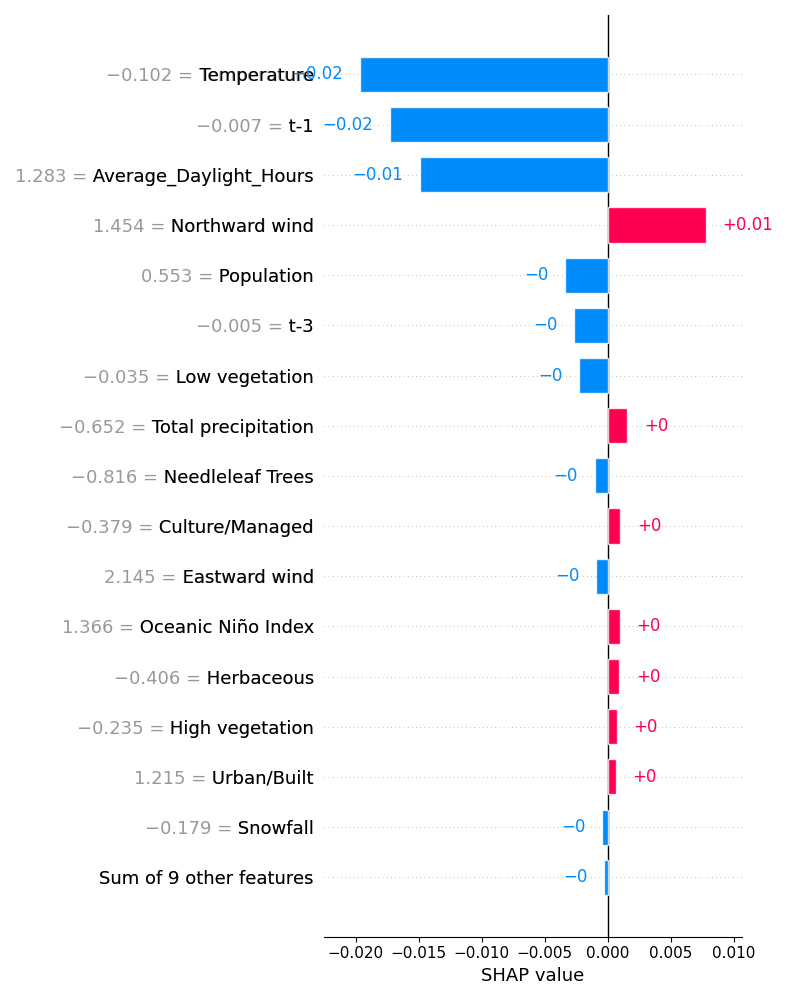 −0.102 = Temperature −0.02
−0.007 = t-1 −0.02
1.283 = Average_Daylight_Hours −0.01
1.454 = Northward wind +0.01
0.553 = Population −0
−0.005 = t-3 −0
−0.035 = Low vegetation −0
−0.652 = Total precipitation +0
−0.816 = Needleleaf Trees −0
−0.379 = Culture/Managed +0
2.145 = Eastward wind −0
1.366 = Oceanic Niño Index +0
−0.406 = Herbaceous +0
−0.235 = High vegetation +0
1.215 = Urban/Built +0
−0.179 = Snowfall −0
Sum of 9 other features −0
−0.020 −0.015 −0.010 −0.005 0.000 0.005 0.010
SHAP value